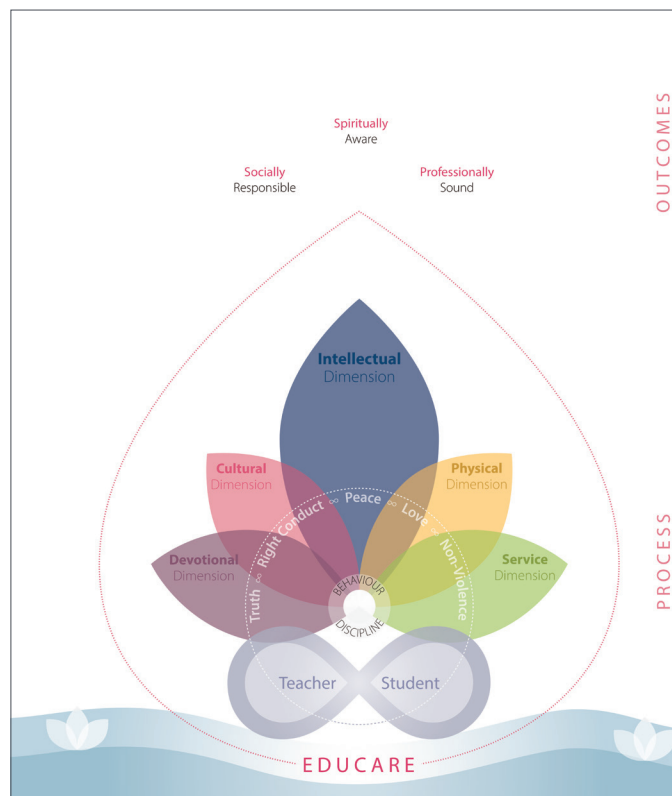 OUTCOMES
Spiritually
Aware
Socially
Responsible
Professionally
Sound
Intellectual
Dimension
Cultural
Dimension
Physical
Dimension
Devotional
Dimension
Service
Dimension
Truth ∞ Right Conduct ∞ Peace ∞ Love ∞ Non-Violence
BEHAVIOUR
DISCIPLINE
PROCESS
Teacher
Student
EDUCARE